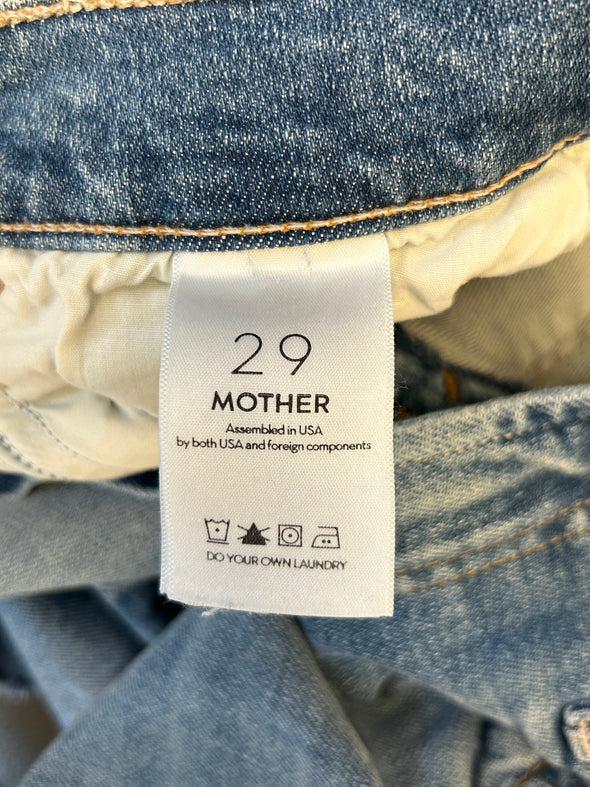 29
MOTHER
Assembled in USA
by both USA and foreign components
DO YOUR OWN LAUNDRY